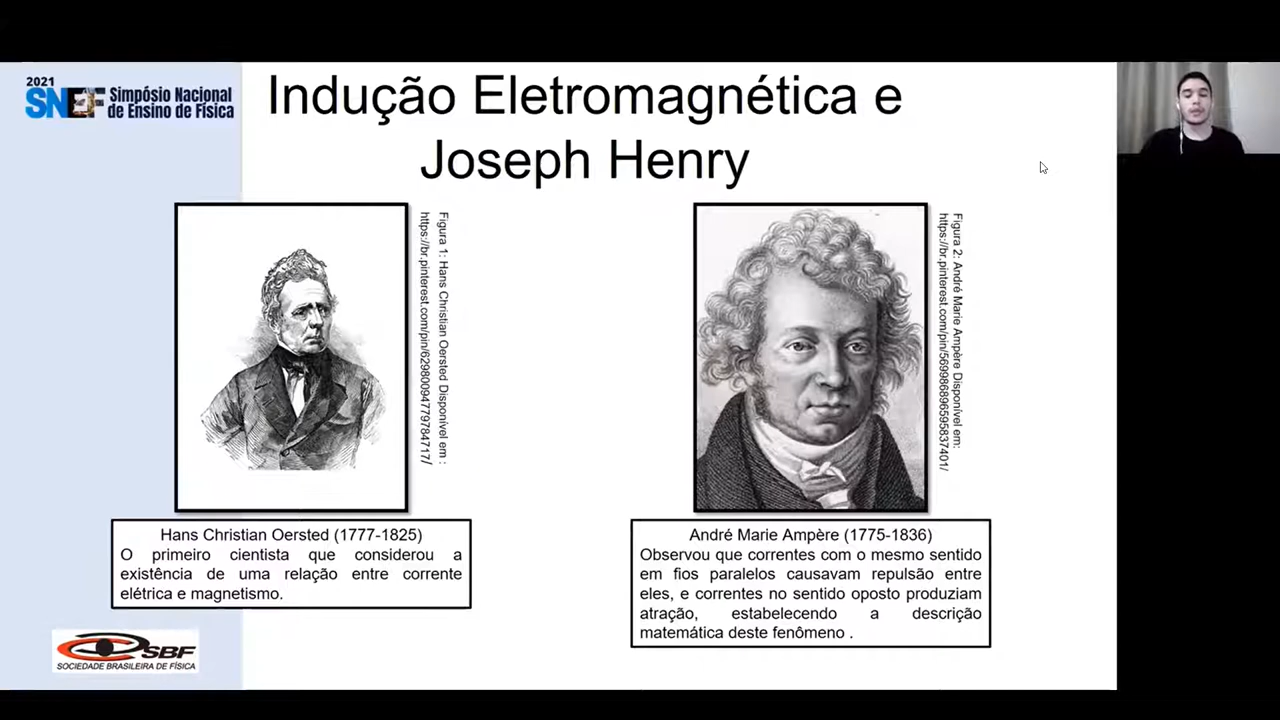 2021
SNEF Simpósio Nacional
de Ensino de Física
Indução Eletromagnética e
Joseph Henry
Figura 1: Hans Christian Oersted Disponível em :
https://br.pinterest.com/pin/62980094779784717/
Figura 2: André Marie Ampère Disponível em:
https://br.pinterest.com/pin/569986896595837401/
Hans Christian Oersted (1777-1825)
O primeiro cientista que considerou a
existência de uma relação entre corrente
elétrica e magnetismo.
André Marie Ampère (1775-1836)
Observou que correntes com o mesmo sentido
em fios paralelos causavam repulsão entre
eles, e correntes no sentido oposto produziam
atração, estabelecendo a descrição
matemática deste fenômeno .
SBF
SOCIEDADE BRASILEIRA DE FÍSICA